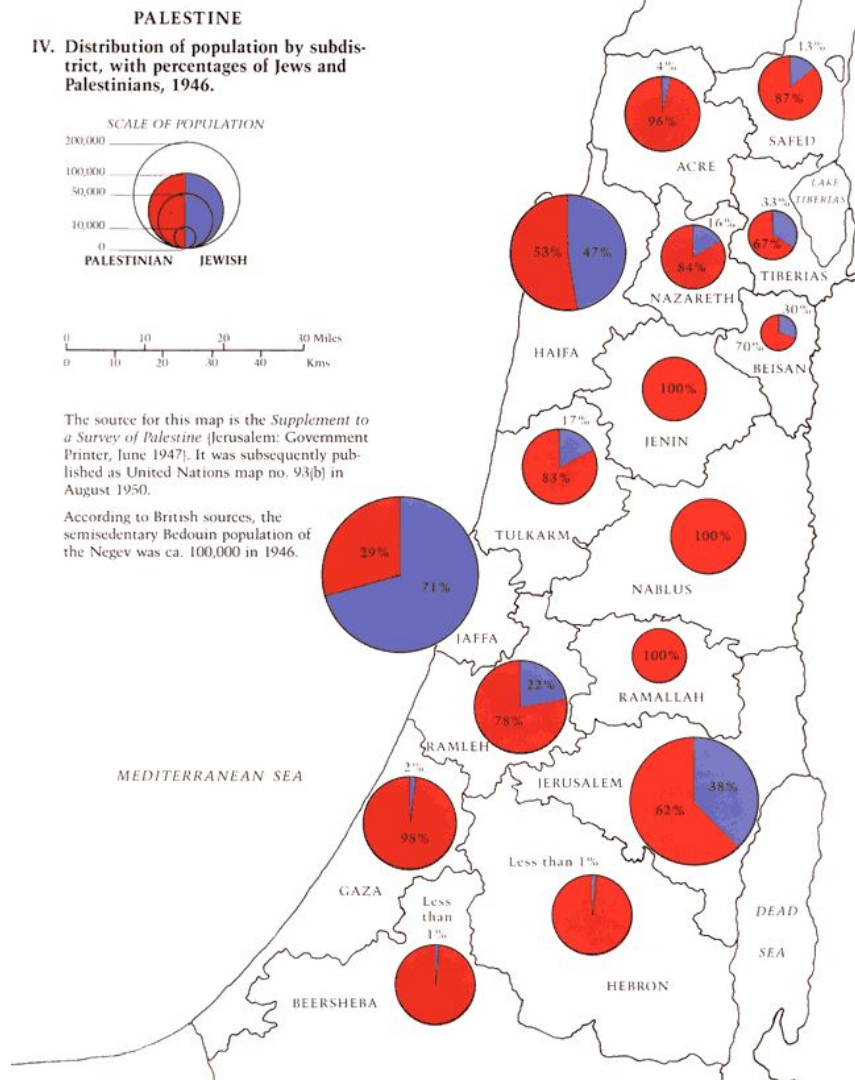 PALESTINE
IV. Distribution of population by subdis-
trict, with percentages of Jews and
Palestinians, 1946.
SCALE OF POPULATION
200,000
100,000
50,000
10,000
0
PALESTINIAN JEWISH
0 10 20 30 Miles
0 10 20 30 40 Kms
The source for this map is the Supplement to
a Survey of Palestine (Jerusalem: Government
Printer, June 1947). It was subsequently pub-
lished as United Nations map no. 93(b) in
August 1950.
According to British sources, the
semisedentary Bedouin population of
the Negev was ca. 100,000 in 1946.
4%
96%
ACRE
13%
87%
SAFED
LAKE
TIBERIAS
33%
67%
TIBERIAS
16%
84%
NAZARETH
53% 47%
HAIFA
30%
70%
BEISAN
100%
JENIN
17%
83%
TULKARM
100%
NABLUS
29%
71%
JAFFA
100%
RAMALLAH
22%
78%
RAMLEH
JERUSALEM
38%
62%
MEDITERRANEAN SEA
2%
98%
GAZA
Less than 1%
HEBRON
Less
than
1%
BEERSHEBA
DEAD
SEA